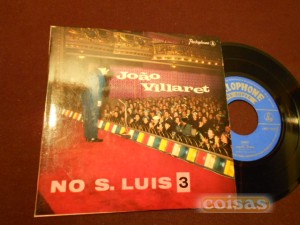 Parlophone
João
Villaret
NO S. LUIS 3
PARLOPHONE
coisas